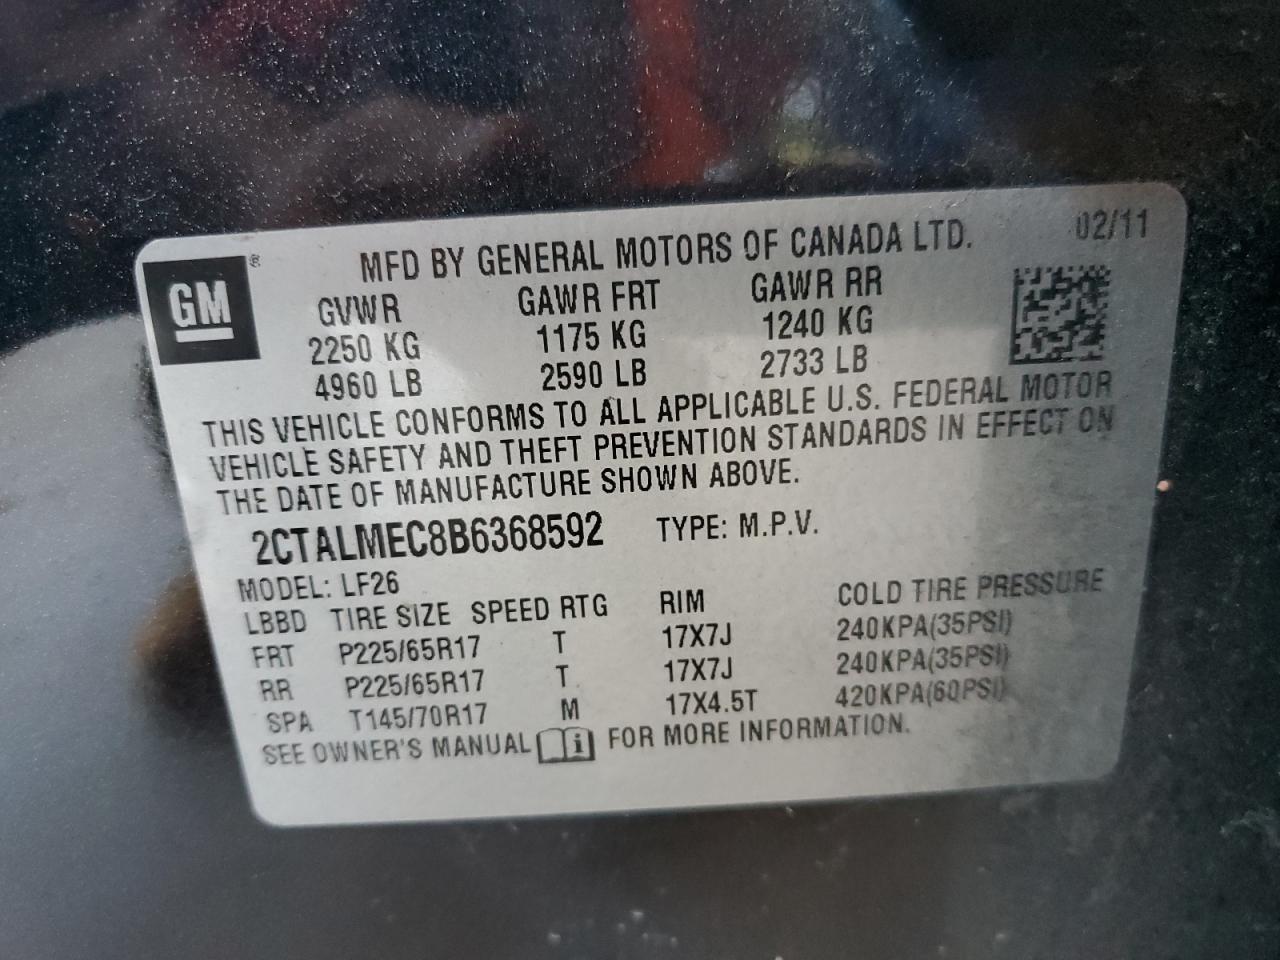 MFD BY GENERAL MOTORS OF CANADA LTD. 02/11
GM ®
GVWR GAWR FRT GAWR RR
2250 KG 1175 KG 1240 KG
4960 LB 2590 LB 2733 LB
THIS VEHICLE CONFORMS TO ALL APPLICABLE U.S. FEDERAL MOTOR
VEHICLE SAFETY AND THEFT PREVENTION STANDARDS IN EFFECT ON
THE DATE OF MANUFACTURE SHOWN ABOVE.
2CTALMEC8B6368592 TYPE: M.P.V.
MODEL: LF26
LBBD TIRE SIZE SPEED RTG RIM COLD TIRE PRESSURE
FRT P225/65R17 T 17X7J 240KPA(35PSI)
RR P225/65R17 T 17X7J 240KPA(35PSI)
SPA T145/70R17 M 17X4.5T 420KPA(60PSI)
SEE OWNER'S MANUAL i FOR MORE INFORMATION.